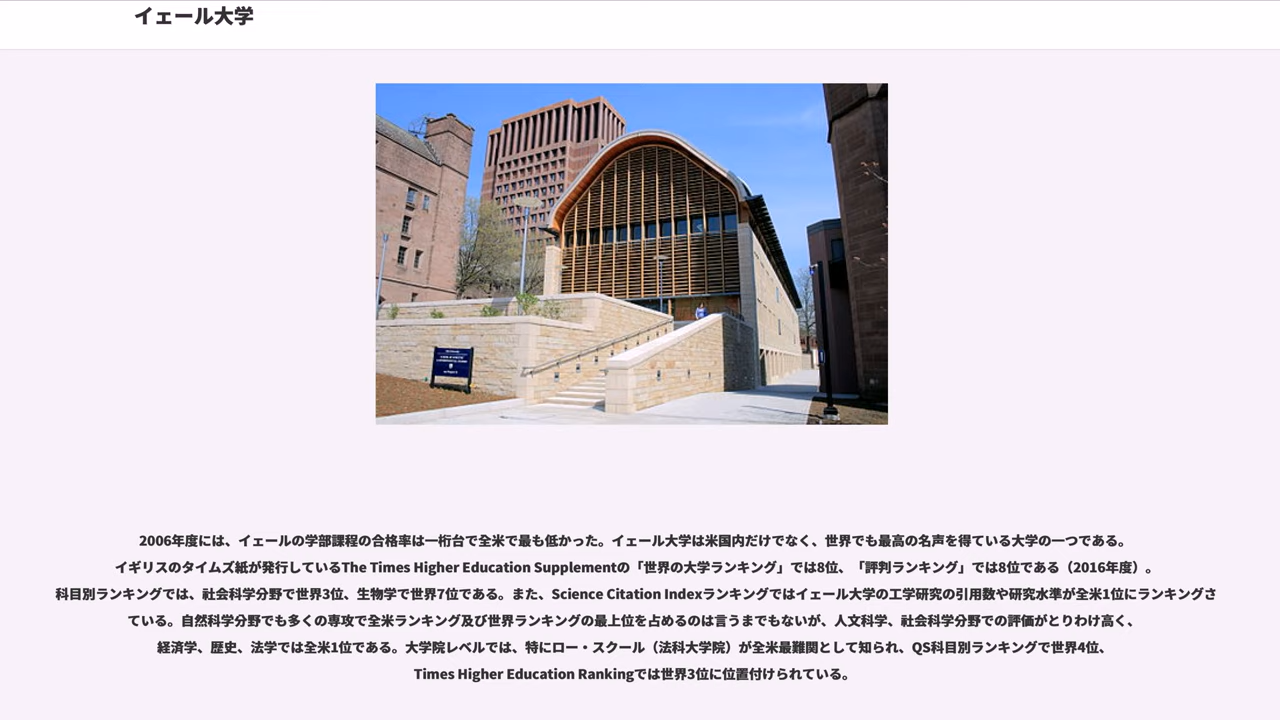 イェール大学
2006年度には、イェールの学部課程の合格率は一桁台で全米で最も低かった。イェール大学は米国内だけでなく、世界でも最高の名声を得ている大学の一つである。
イギリスのタイムズ紙が発行しているThe Times Higher Education Supplementの「世界の大学ランキング」では8位、「評判ランキング」では8位である（2016年度）。
科目別ランキングでは、社会科学分野で世界3位、生物学で世界7位である。また、Science Citation Indexランキングではイェール大学の工学研究の引用数や研究水準が全米1位にランキングさ
ている。自然科学分野でも多くの専攻で全米ランキング及び世界ランキングの最上位を占めるのは言うまでもないが、人文科学、社会科学分野での評価がとりわけ高く、
経済学、歴史、法学では全米1位である。大学院レベルでは、特にロー・スクール（法科大学院）が全米最難関として知られ、QS科目別ランキングで世界4位、
Times Higher Education Rankingでは世界3位に位置付けられている。